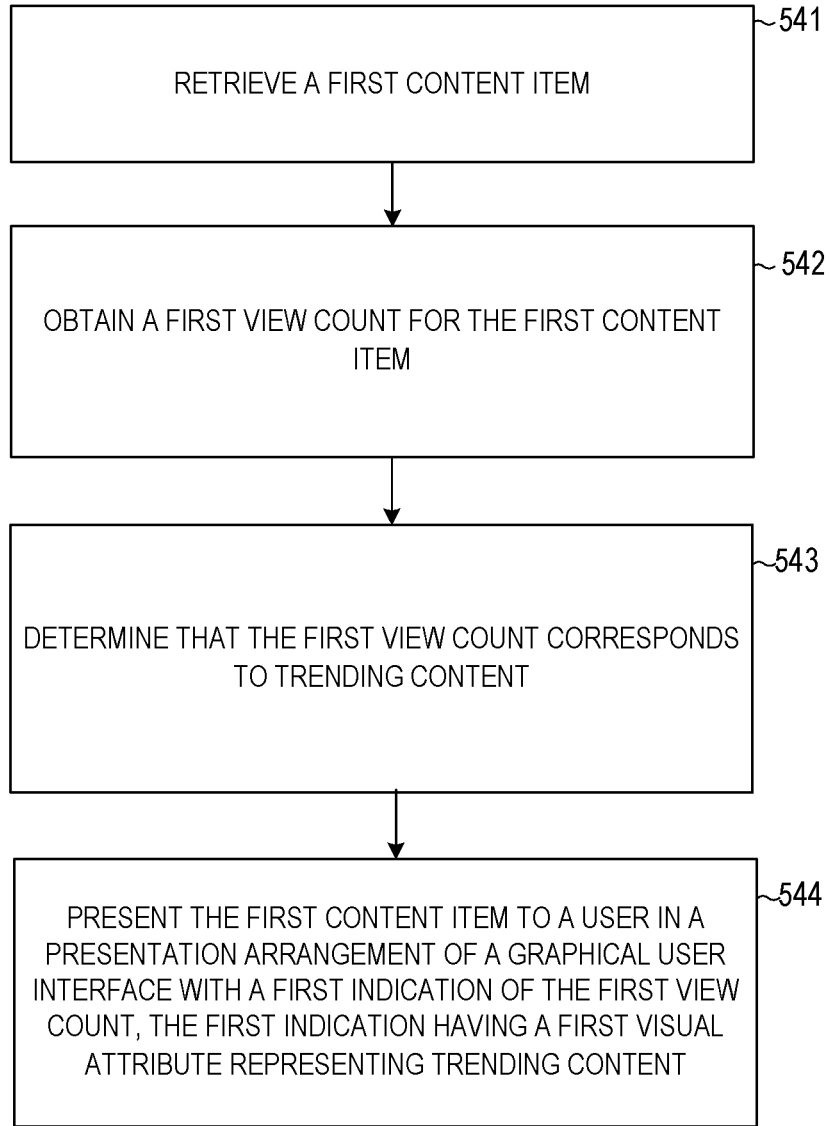 541
RETRIEVE A FIRST CONTENT ITEM
542
OBTAIN A FIRST VIEW COUNT FOR THE FIRST CONTENT
ITEM
543
DETERMINE THAT THE FIRST VIEW COUNT CORRESPONDS
TO TRENDING CONTENT
544
PRESENT THE FIRST CONTENT ITEM TO A USER IN A
PRESENTATION ARRANGEMENT OF A GRAPHICAL USER
INTERFACE WITH A FIRST INDICATION OF THE FIRST VIEW
COUNT, THE FIRST INDICATION HAVING A FIRST VISUAL
ATTRIBUTE REPRESENTING TRENDING CONTENT